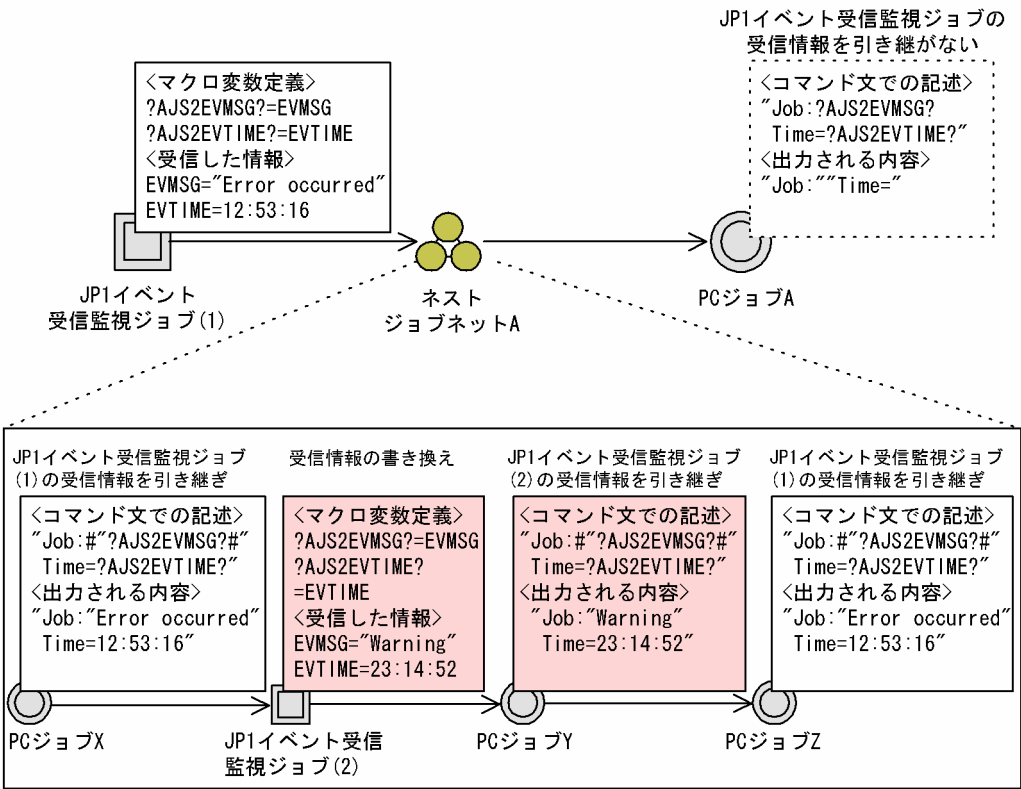 JP1イベント受信監視ジョブの
受信情報を引き継がない
<マクロ変数定義>
?AJS2EVMSG?=EVMSG
?AJS2EVTIME?=EVTIME
<受信した情報>
EVMSG="Error occurred"
EVTIME=12:53:16
<コマンド文での記述>
"Job:?AJS2EVMSG?
Time=?AJS2EVTIME?"
<出力される内容>
"Job:""Time="
JP1イベント
受信監視ジョブ(1)
ネスト
ジョブネットA
PCジョブA
JP1イベント受信監視ジョブ
(1)の受信情報を引き継ぎ
<コマンド文での記述>
"Job:#"?AJS2EVMSG?#"
Time=?AJS2EVTIME?"
<出力される内容>
"Job:"Error occurred"
Time=12:53:16"
受信情報の書き換え
<マクロ変数定義>
?AJS2EVMSG?=EVMSG
?AJS2EVTIME?
=EVTIME
<受信した情報>
EVMSG="Warning"
EVTIME=23:14:52
JP1イベント受信監視ジョブ
(2)の受信情報を引き継ぎ
<コマンド文での記述>
"Job:#"?AJS2EVMSG?#"
Time=?AJS2EVTIME?"
<出力される内容>
"Job:"Warning"
Time=23:14:52"
JP1イベント受信監視ジョブ
(1)の受信情報を引き継ぎ
<コマンド文での記述>
"Job:#"?AJS2EVMSG?#"
Time=?AJS2EVTIME?"
<出力される内容>
"Job:"Error occurred"
Time=12:53:16"
PCジョブX
JP1イベント受信
監視ジョブ(2)
PCジョブY
PCジョブZ